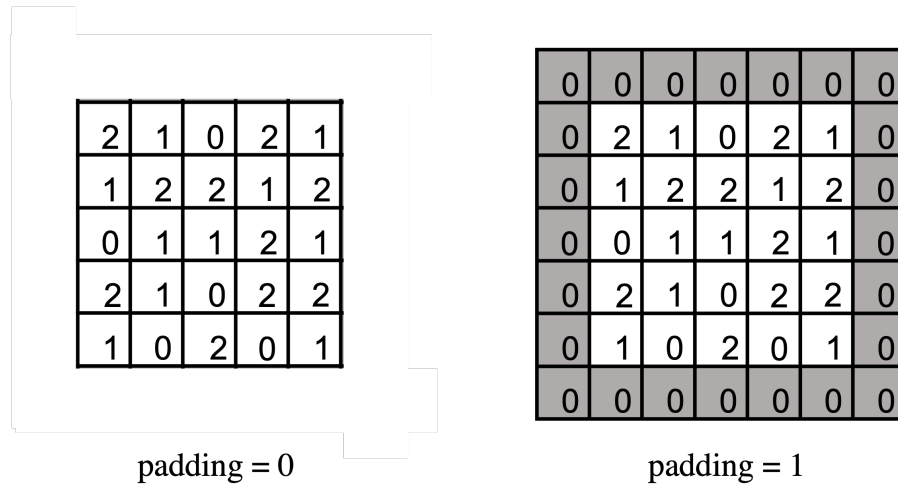 2 1 0 2 1
1 2 2 1 2
0 1 1 2 1
2 1 0 2 2
1 0 2 0 1
padding = 0
0 0 0 0 0 0 0
0 2 1 0 2 1 0
0 1 2 2 1 2 0
0 0 1 1 2 1 0
0 2 1 0 2 2 0
0 1 0 2 0 1 0
0 0 0 0 0 0 0
padding = 1